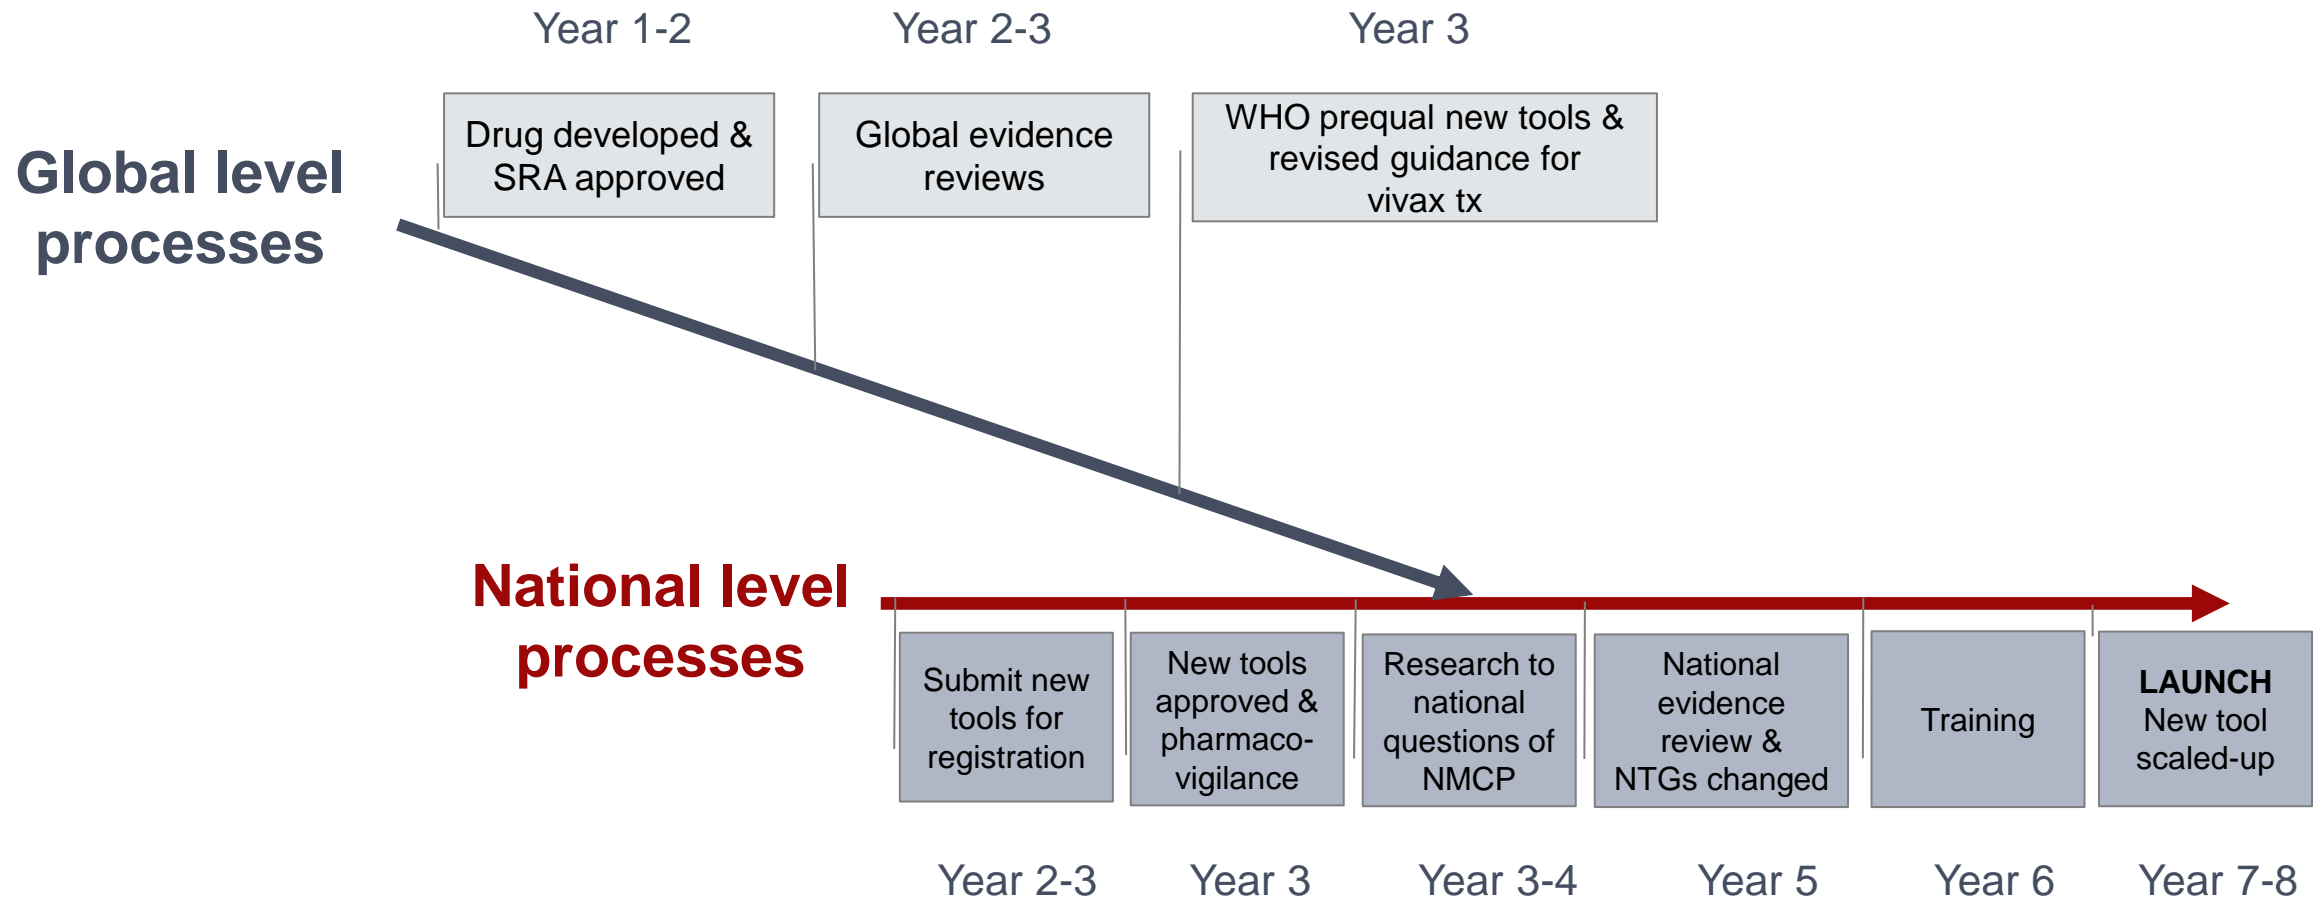 Year 1-2
Year 2-3
Year 3
Global level
processes
Drug developed &
SRA approved
Global evidence
reviews
WHO prequal new tools &
revised guidance for
vivax tx
National level
processes
Submit new
tools for
registration
New tools
approved &
pharmaco-
vigilance
Research to
national
questions of
NMCP
National
evidence
review &
NTGs changed
Training
LAUNCH
New tool
scaled-up
Year 2-3
Year 3
Year 3-4
Year 5
Year 6
Year 7-8